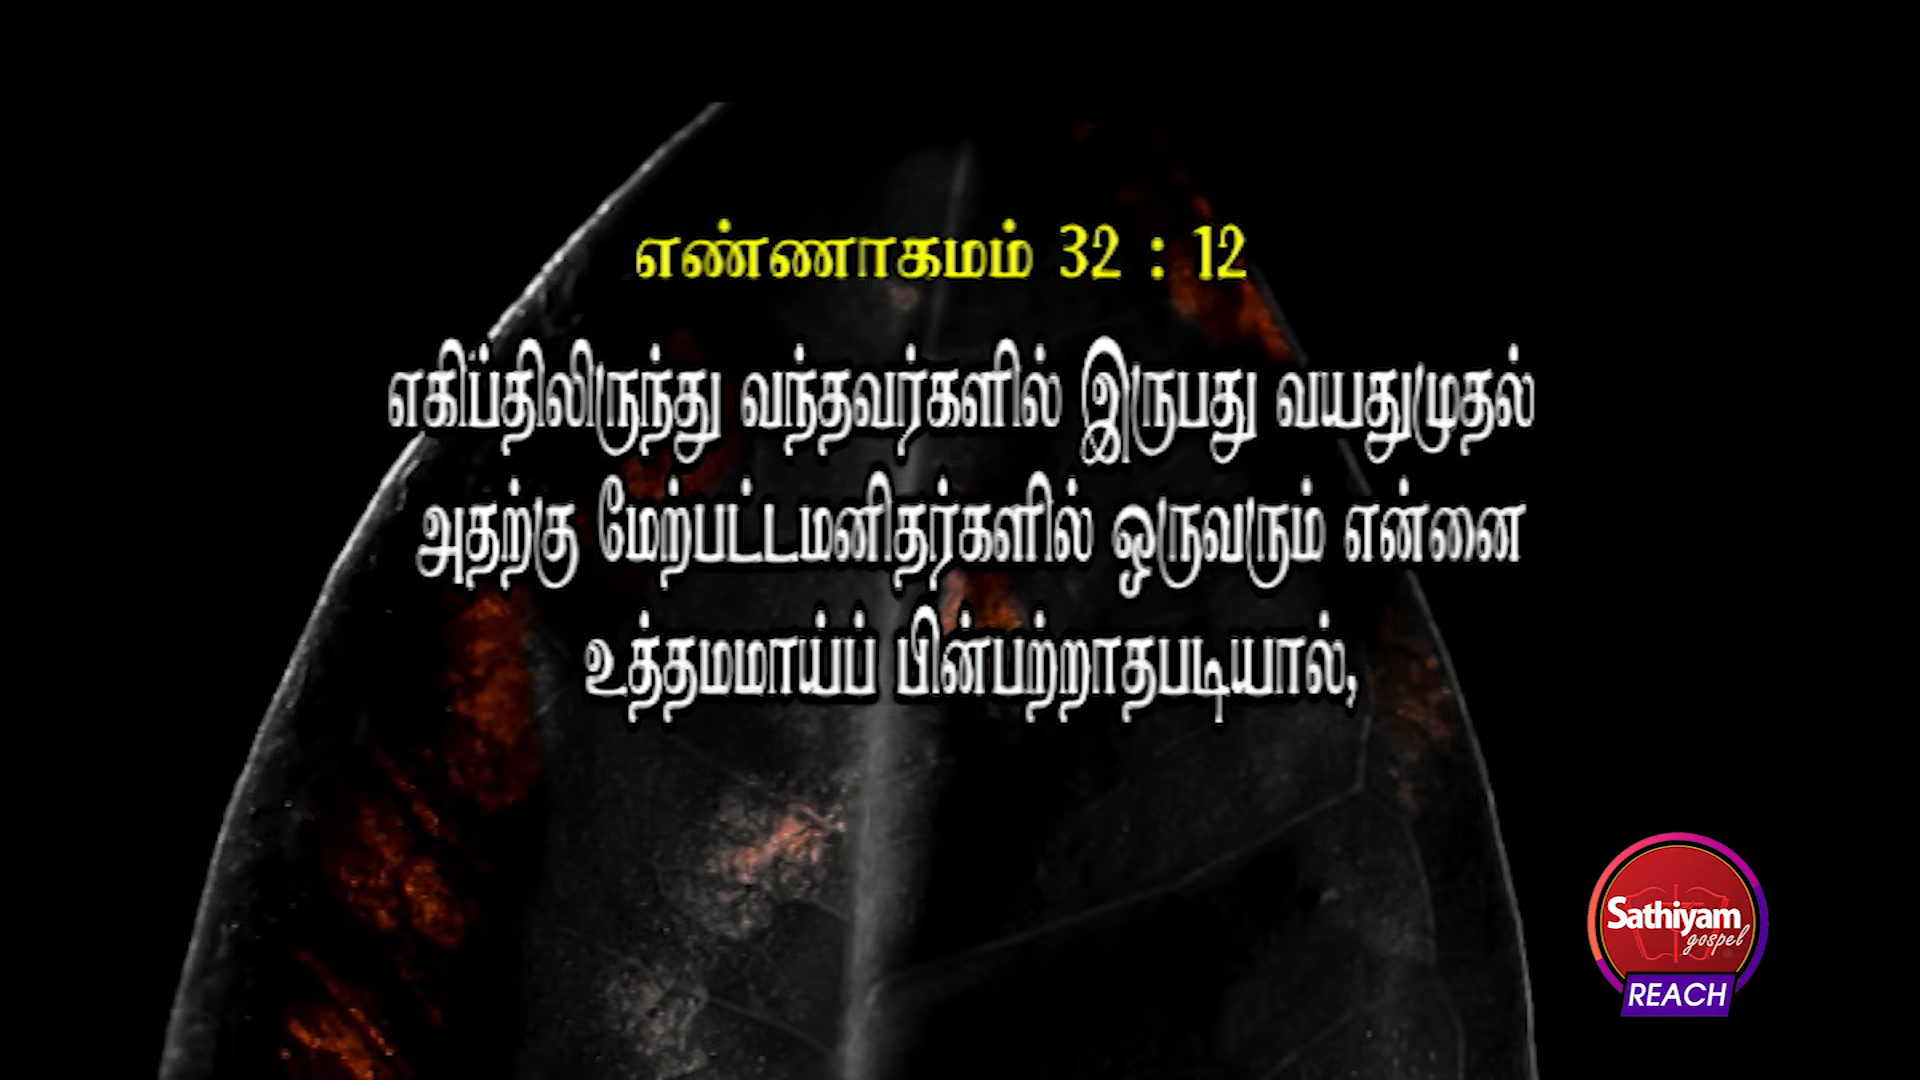 எண்ணாகமம் 32 : 12
எகிப்திலிருந்து வந்தவர்களில் இருபது வயதுமுதல்
அதற்கு மேற்பட்டமனிதர்களில் ஒருவரும் என்னை
உத்தமமாய்ப் பின்பற்றாதபடியால்,
Sathiyam
gospel
REACH